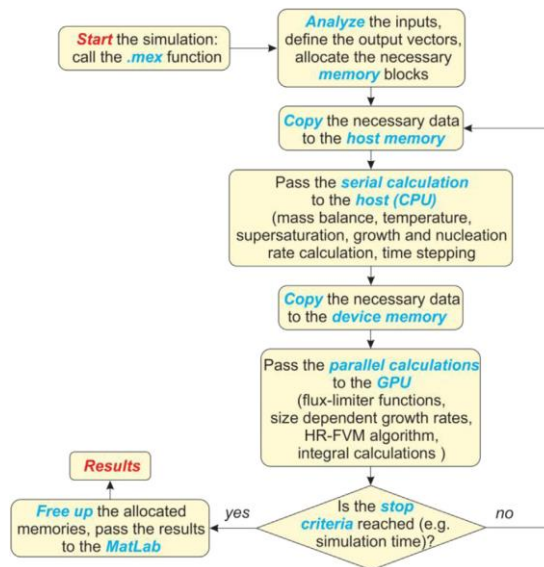 Start the simulation:
call the .mex function
Analyze the inputs,
define the output vectors,
allocate the necessary
memory blocks
Copy the necessary data
to the host memory
Pass the serial calculation
to the host (CPU)
(mass balance, temperature,
supersaturation, growth and nucleation
rate calculation, time stepping
Copy the necessary data
to the device memory
Pass the parallel calculations
to the GPU
(flux-limiter functions,
size dependent growth rates,
HR-FVM algorithm,
integral calculations )
Is the stop
criteria reached (e.g.
simulation time)?
yes
no
Free up the allocated
memories, pass the results
to the MatLab
Results